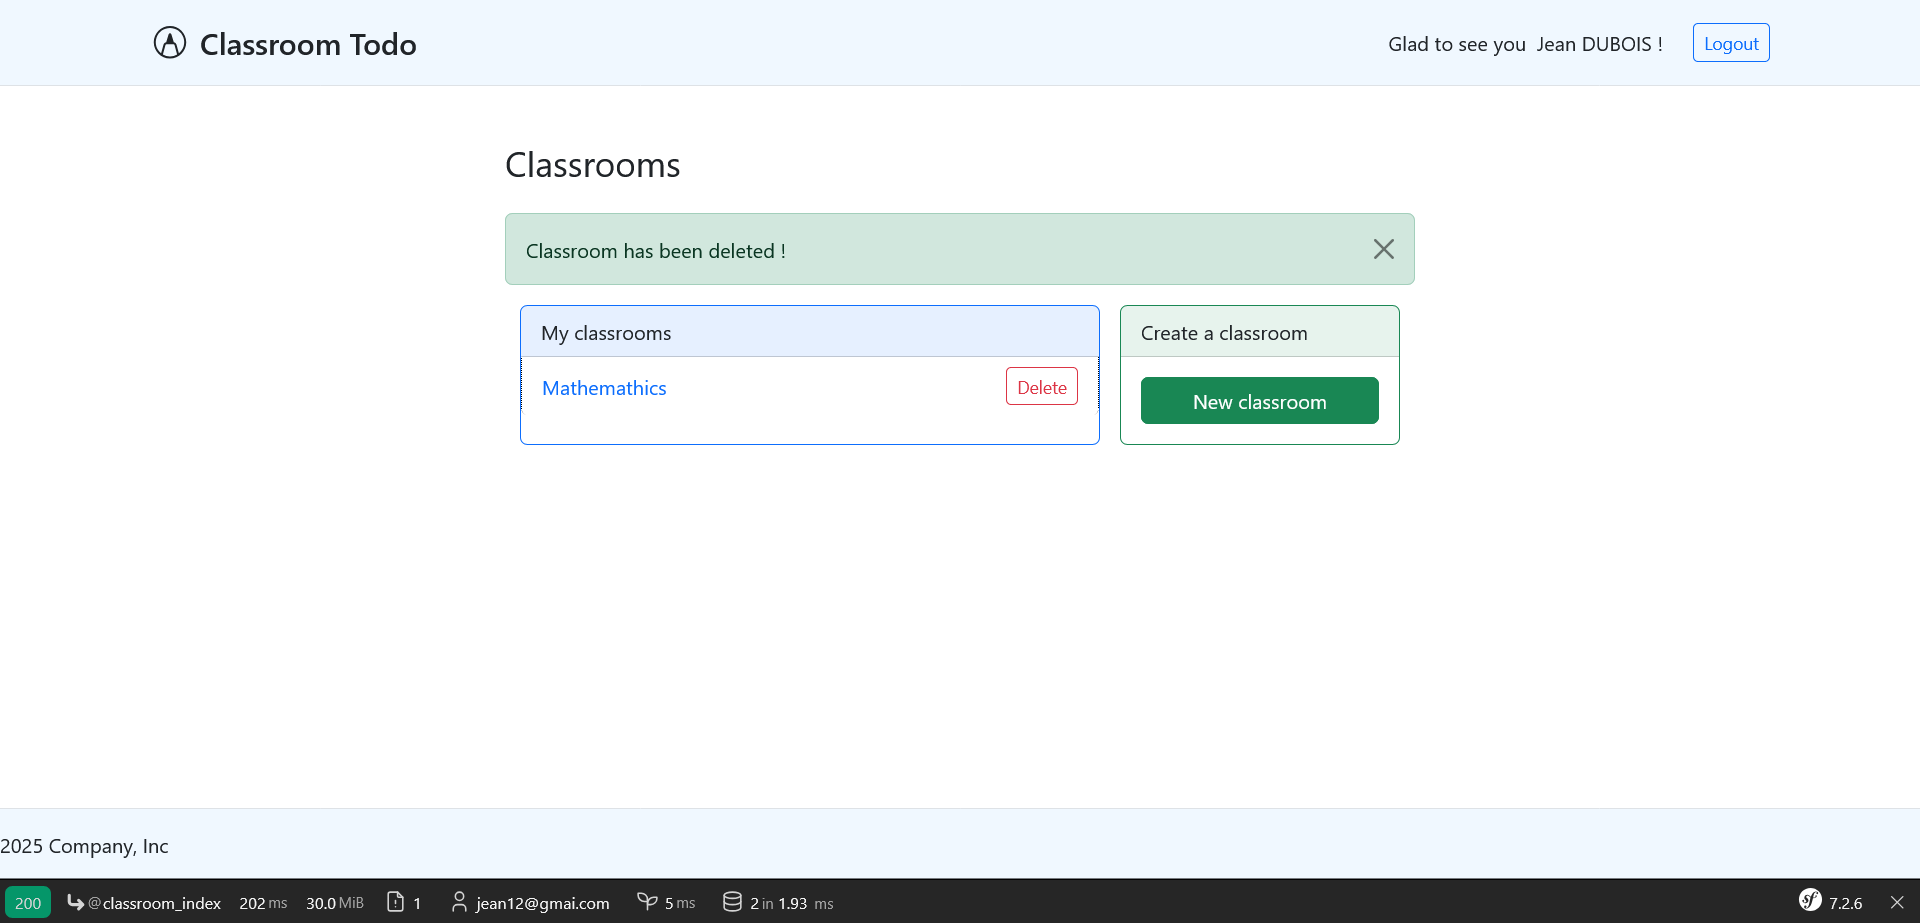 Classroom Todo
Glad to see you Jean DUBOIS !
Logout
Classrooms
Classroom has been deleted !
My classrooms
Mathemathics
Delete
Create a classroom
New classroom
2025 Company, Inc
200 @classroom_index 202 ms 30.0 MiB 1 jean12@gmai.com 5 ms 2 in 1.93 ms sf 7.2.6